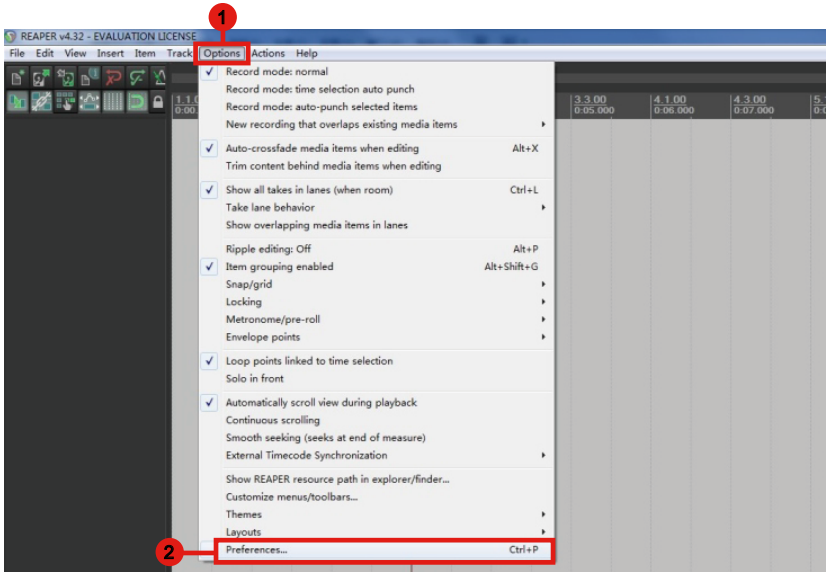 1
REAPER v4.32 - EVALUATION LICENSE
File Edit View Insert Item Track Options Actions Help
Record mode: normal
Record mode: time selection auto punch
Record mode: auto-punch selected items
New recording that overlaps existing media items
Auto-crossfade media items when editing Alt+X
Trim content behind media items when editing
Show all takes in lanes (when room) Ctrl+L
Take lane behavior
Show overlapping media items in lanes
Ripple editing: Off Alt+P
Item grouping enabled Alt+Shift+G
Snap/grid
Locking
Metronome/pre-roll
Envelope points
Loop points linked to time selection
Solo in front
Automatically scroll view during playback
Continuous scrolling
Smooth seeking (seeks at end of measure)
External Timecode Synchronization
Show REAPER resource path in explorer/finder...
Customize menus/toolbars...
Themes
Layouts
2 Preferences... Ctrl+P
3.3.00 4.1.00 4.3.00
0:05.000 0:06.000 0:07.000